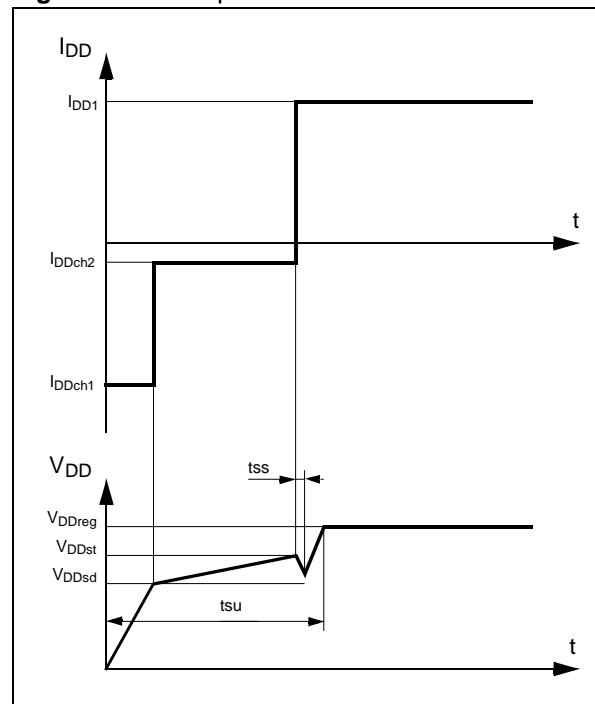 I_DD
I_DD1
t
I_DDch2
I_DDch1
V_DD
tss
V_DDreg
V_DDst
V_DDsd
tsu
t